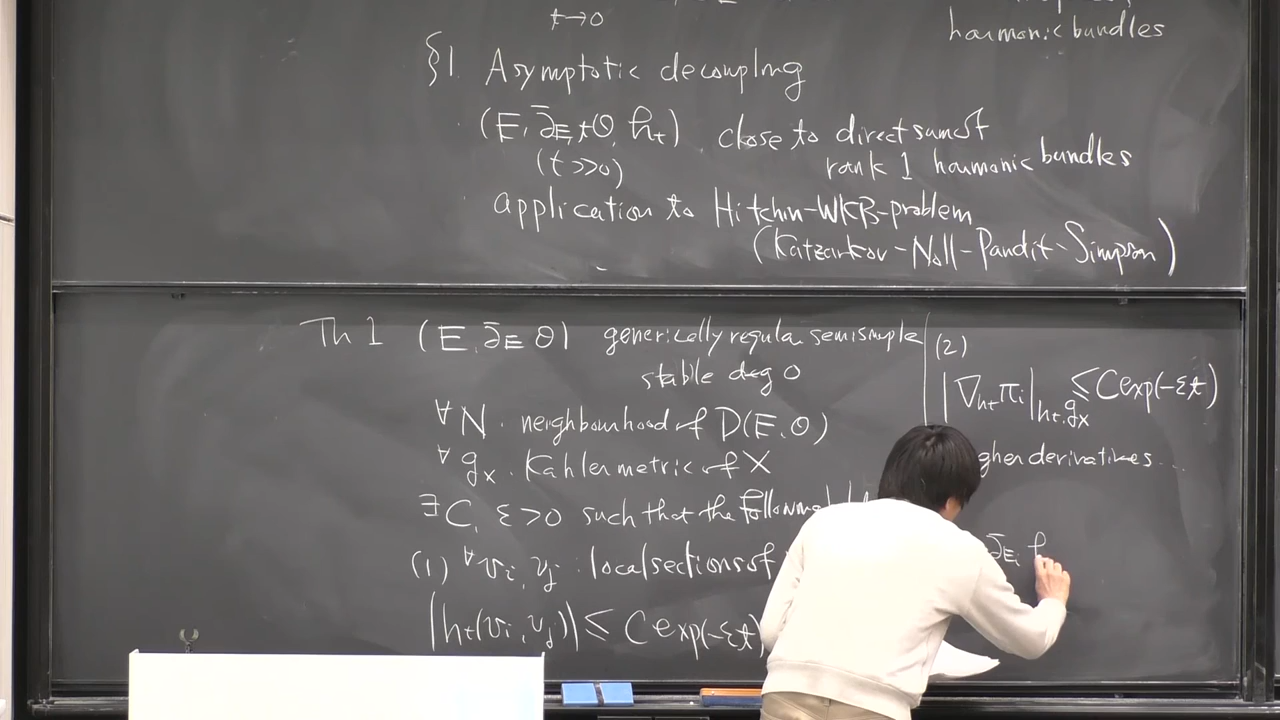 t→0
harmonic bundles
§1. Asymptotic decoupling
(E, ∂̄_E, tθ, h_t) close to direct sum of
(t>>0) rank 1 harmonic bundles
application to Hitchin-WKB-problem
(Katzarkov-Noll-Pandit-Simpson)
Th 1 (E, ∂̄_E θ) generically regular semisimple
stable deg 0
∀N. neighbourhood of D(E,θ)
∀g_X. Kahler metric of X
∃C, ε>0 such that the following
(1) ∀v_i, v_j : local sections of
|h_t(v_i, v_j)| ≤ C exp(-εt)
(2)
|∇_{h_t} π_i|_{h_t, g_X} ≤ C exp(-εt)
derivatives...
∂̄_E,